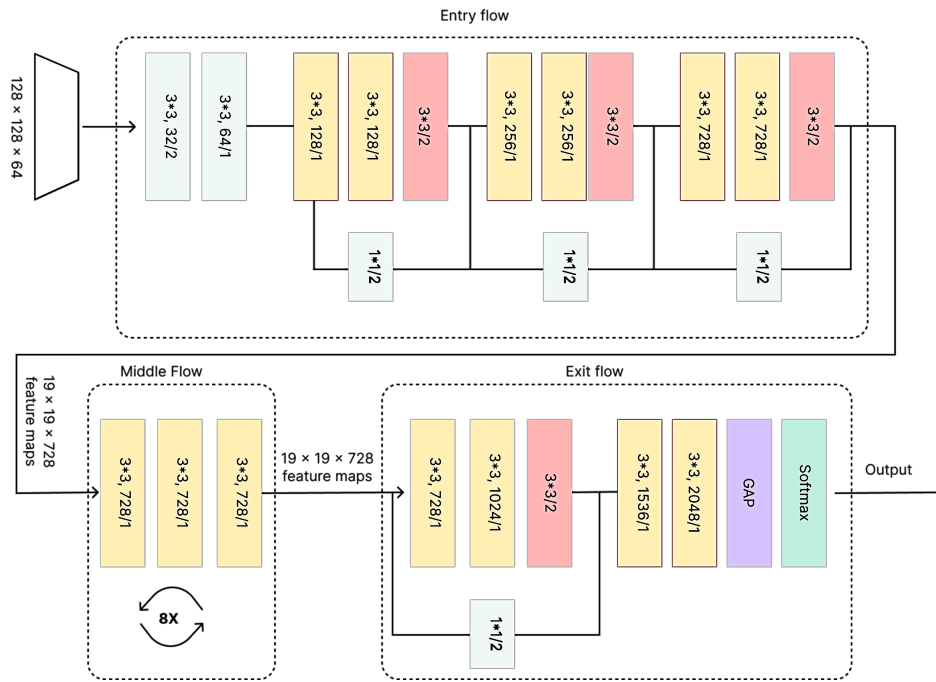 Entry flow
128 × 128 × 64
3*3, 32/2
3*3, 64/1
3*3, 128/1
3*3, 128/1
3*3/2
3*3, 256/1
3*3, 256/1
3*3/2
3*3, 728/1
3*3, 728/1
3*3/2
1*1/2
1*1/2
1*1/2
19 × 19 × 728
feature maps
Middle Flow
3*3, 728/1
3*3, 728/1
3*3, 728/1
8X
19 × 19 × 728
feature maps
Exit flow
3*3, 728/1
3*3, 1024/1
3*3/2
3*3, 1536/1
3*3, 2048/1
GAP
Softmax
1*1/2
Output